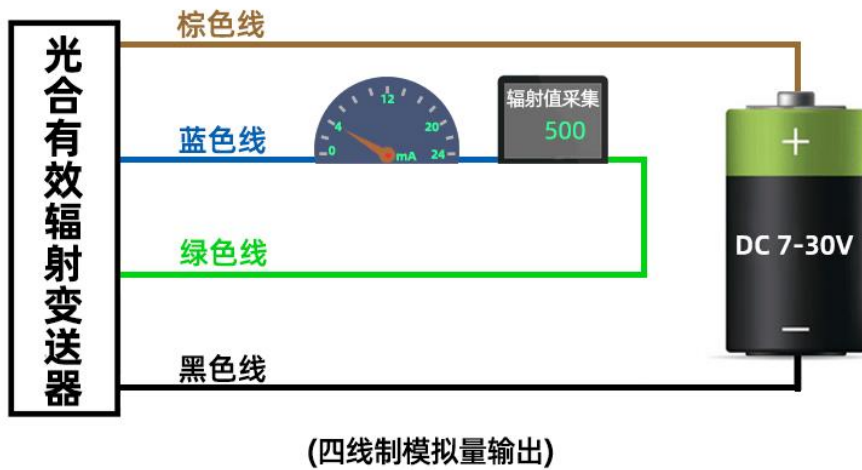 光合有效辐射变送器
棕色线
蓝色线
0
4
12
20
24
mA
辐射值采集
500
绿色线
黑色线
+
DC 7-30V
−
(四线制模拟量输出)